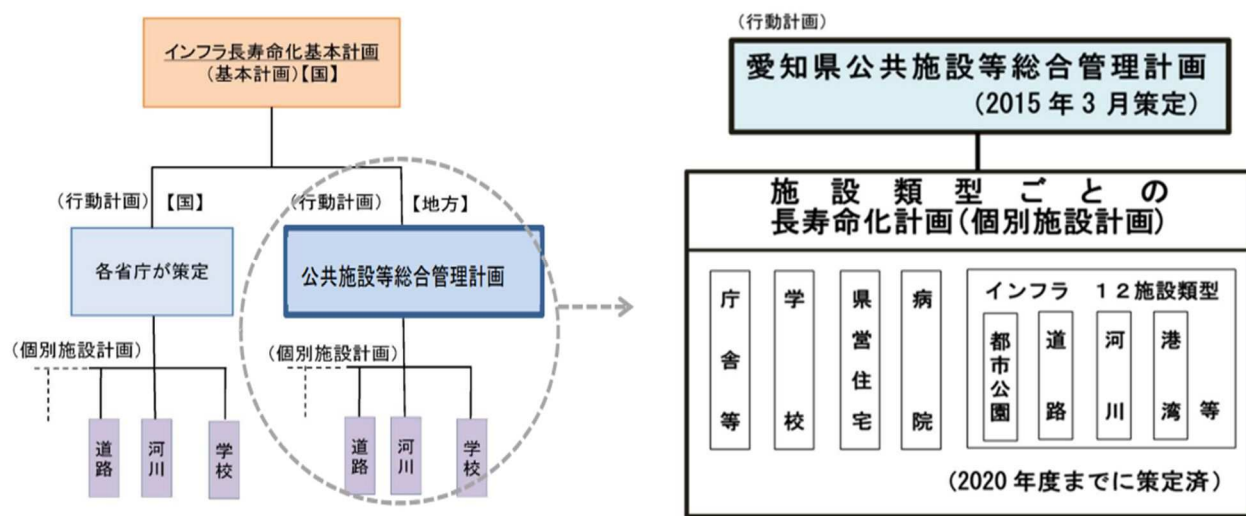 インフラ長寿命化基本計画
(基本計画)【国】
(行動計画)
【国】
(行動計画)
【地方】
各省庁が策定
公共施設等総合管理計画
(個別施設計画)
(個別施設計画)
道路
河川
学校
道路
河川
学校
(行動計画)
愛知県公共施設等総合管理計画
(2015年3月策定)
施設類型ごとの
長寿命化計画(個別施設計画)
庁舎等
学校
県営住宅
病院
インフラ 12施設類型
都市公園
道路
河川
港湾
等
(2020年度までに策定済)